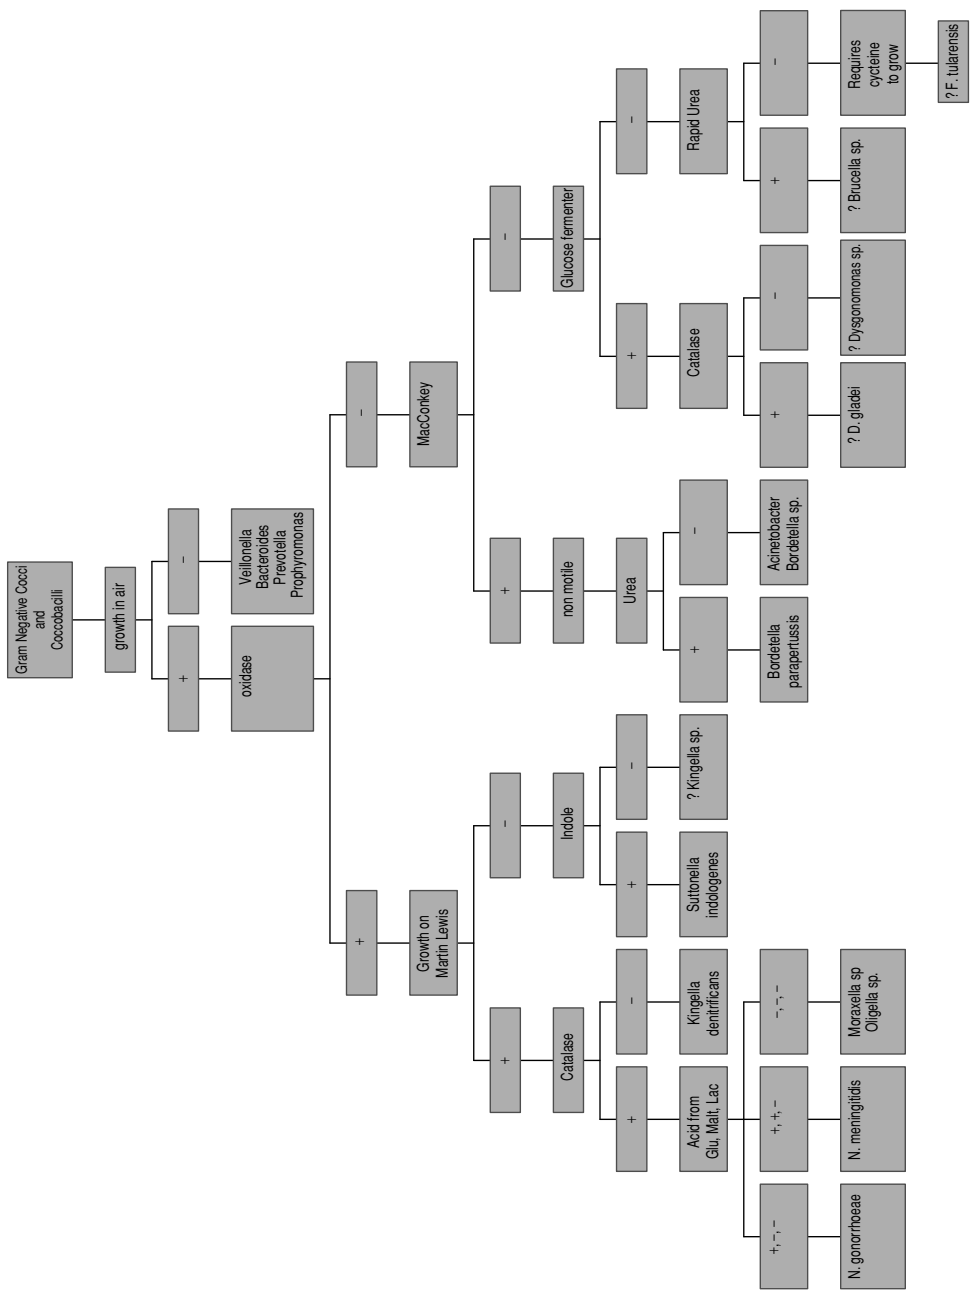 Gram Negative Cocci
and
Coccobacilli
growth in air
+
−
oxidase
Veillonella
Bacteroides
Prevotella
Prophyromonas
+
−
Growth on
Martin Lewis
MacConkey
+
−
+
−
Catalase
Indole
non motile
Glucose fermenter
+
−
+
−
Urea
+
−
Acid from
Glu, Malt, Lac
Kingella
denitrificans
Suttonella
indologenes
? Kingella sp.
+
−
Catalase
Rapid Urea
+,−,−
+, +, −
−,−,−
Bordetella
parapertussis
Acinetobacter
Bordetella sp.
+
−
+
−
N. gonorrhoeae
N. meningitidis
Moraxella sp
Oligella sp.
? D. gladei
? Dysgonomonas sp.
? Brucella sp.
Requires
cycteine
to grow
? F. tularensis